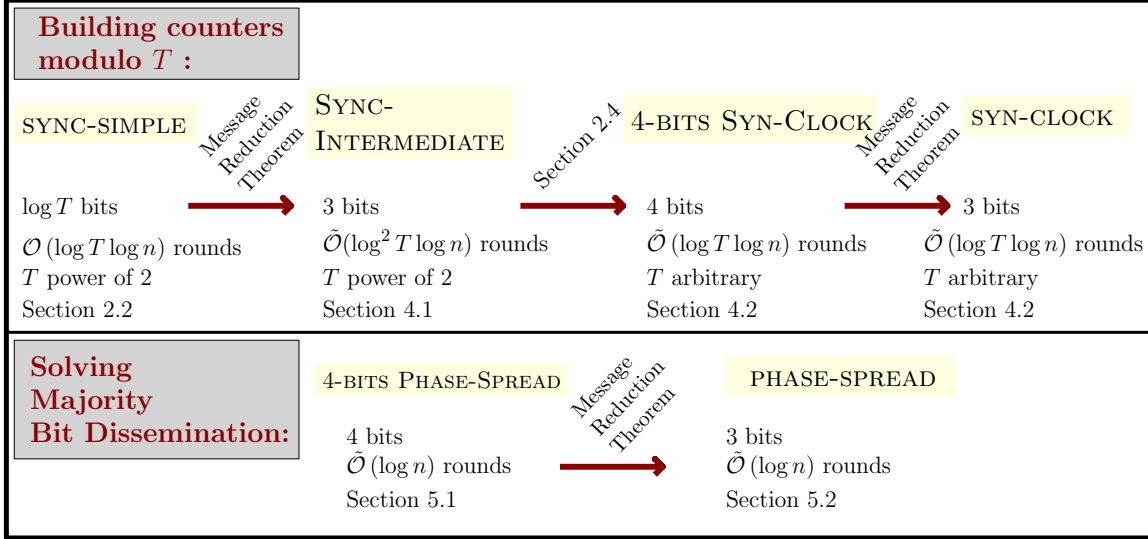 Building counters
modulo T :
SYNC-SIMPLE
Message
Reduction
Theorem
SYNC-
INTERMEDIATE
Section 2.4
4-BITS SYN-CLOCK
Message
Reduction
Theorem
SYN-CLOCK
log T bits
3 bits
4 bits
3 bits
𝒪 (log T log n) rounds
Õ(log² T log n) rounds
Õ (log T log n) rounds
Õ (log T log n) rounds
T power of 2
T power of 2
T arbitrary
T arbitrary
Section 2.2
Section 4.1
Section 4.2
Section 4.2
Solving
Majority
Bit Dissemination:
4-BITS PHASE-SPREAD
Message
Reduction
Theorem
PHASE-SPREAD
4 bits
3 bits
Õ (log n) rounds
Õ (log n) rounds
Section 5.1
Section 5.2